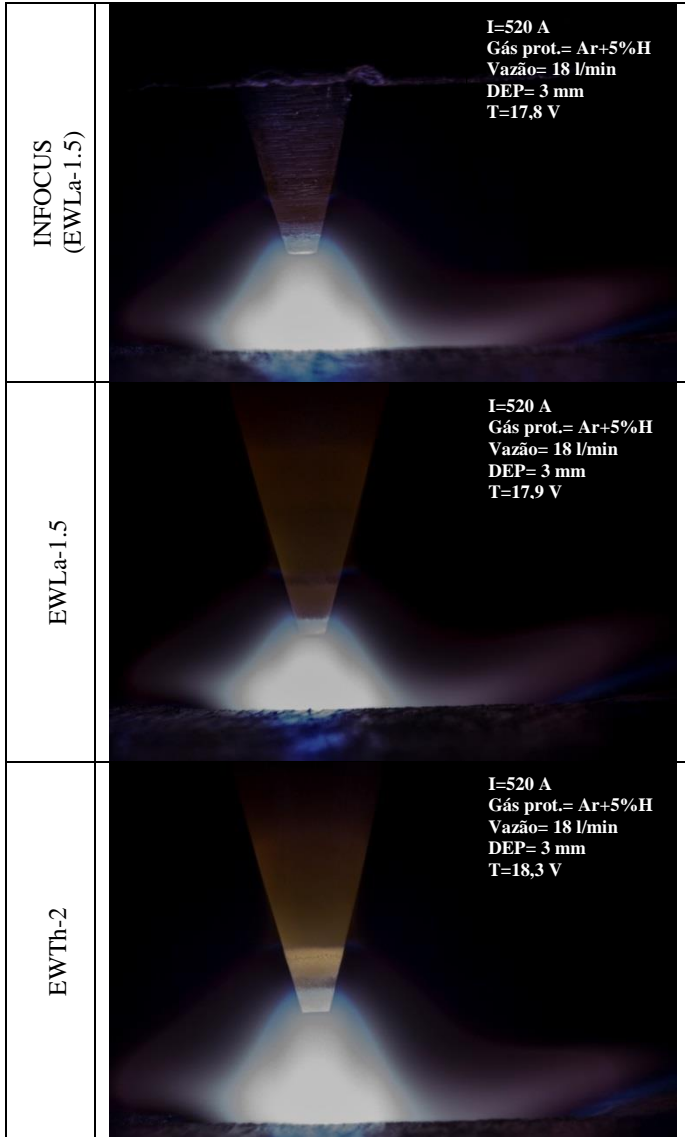 INFOCUS
(EWLa-1.5)
I=520 A
Gás prot.= Ar+5%H
Vazão= 18 l/min
DEP= 3 mm
T=17,8 V
EWLa-1.5
I=520 A
Gás prot.= Ar+5%H
Vazão= 18 l/min
DEP= 3 mm
T=17,9 V
EWTh-2
I=520 A
Gás prot.= Ar+5%H
Vazão= 18 l/min
DEP= 3 mm
T=18,3 V